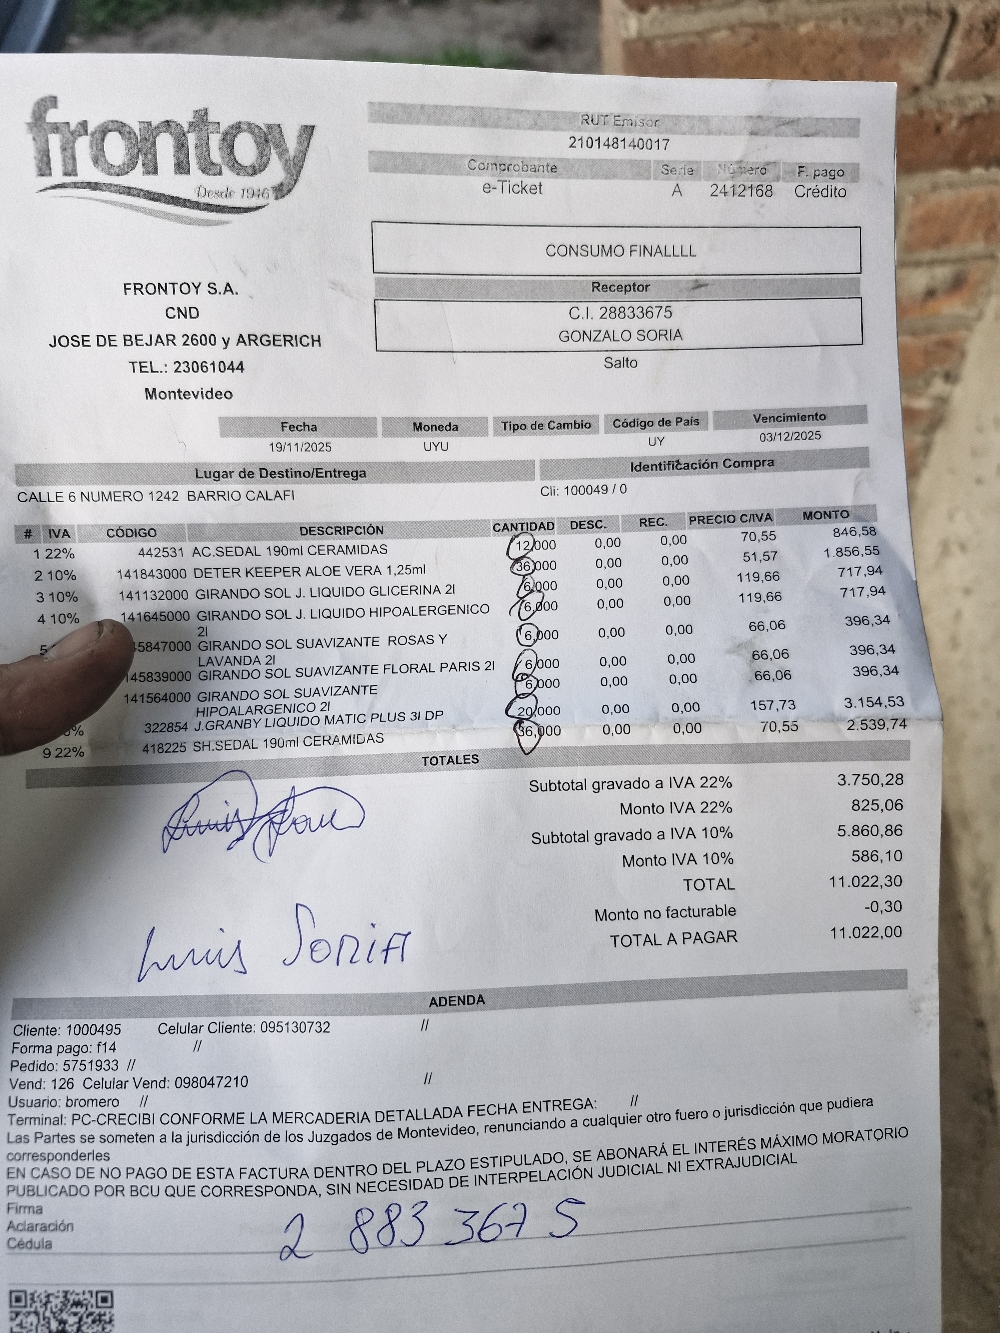 frontoy
Desde 1946
RUT Emisor
210148140017
Comprobante Serie Número F. pago
e-Ticket A 2412168 Crédito
CONSUMO FINALLLL
Receptor
C.I. 28833675
GONZALO SORIA
Salto
FRONTOY S.A.
CND
JOSE DE BEJAR 2600 y ARGERICH
TEL.: 23061044
Montevideo
Fecha Moneda Tipo de Cambio Código de País Vencimiento
19/11/2025 UYU UY 03/12/2025
Lugar de Destino/Entrega Identificación Compra
CALLE 6 NUMERO 1242 BARRIO CALAFI Cli: 100049 / 0
# IVA CÓDIGO DESCRIPCIÓN CANTIDAD DESC. REC. PRECIO C/IVA MONTO
1 22% 442531 AC.SEDAL 190ml CERAMIDAS 12,000 0,00 0,00 70,55 846,58
2 10% 141843000 DETER KEEPER ALOE VERA 1,25ml 36,000 0,00 0,00 51,57 1.856,55
3 10% 141132000 GIRANDO SOL J. LIQUIDO GLICERINA 2l 6,000 0,00 0,00 119,66 717,94
4 10% 141645000 GIRANDO SOL J. LIQUIDO HIPOALERGENICO 6,000 0,00 0,00 119,66 717,94
2l
5 45847000 GIRANDO SOL SUAVIZANTE ROSAS Y 6,000 0,00 0,00 66,06 396,34
LAVANDA 2l
145839000 GIRANDO SOL SUAVIZANTE FLORAL PARIS 2l 6,000 0,00 0,00 66,06 396,34
141564000 GIRANDO SOL SUAVIZANTE 6,000 0,00 0,00 66,06 396,34
HIPOALARGENICO 2l
% 322854 J.GRANBY LIQUIDO MATIC PLUS 3l DP 20,000 0,00 0,00 157,73 3.154,53
9 22% 418225 SH.SEDAL 190ml CERAMIDAS 36,000 0,00 0,00 70,55 2.539,74
TOTALES
Subtotal gravado a IVA 22% 3.750,28
Monto IVA 22% 825,06
Subtotal gravado a IVA 10% 5.860,86
Monto IVA 10% 586,10
TOTAL 11.022,30
Monto no facturable -0,30
TOTAL A PAGAR 11.022,00
Luis Soria
ADENDA
Cliente: 1000495 Celular Cliente: 095130732 //
Forma pago: f14 //
Pedido: 5751933 //
Vend: 126 Celular Vend: 098047210 //
Usuario: bromero //
Terminal: PC-CRECIBI CONFORME LA MERCADERIA DETALLADA FECHA ENTREGA: //
Las Partes se someten a la jurisdicción de los Juzgados de Montevideo, renunciando a cualquier otro fuero o jurisdicción que pudiera
corresponderles
EN CASO DE NO PAGO DE ESTA FACTURA DENTRO DEL PLAZO ESTIPULADO, SE ABONARÁ EL INTERÉS MÁXIMO MORATORIO
PUBLICADO POR BCU QUE CORRESPONDA, SIN NECESIDAD DE INTERPELACIÓN JUDICIAL NI EXTRAJUDICIAL
Firma
Aclaración
Cédula 2 883 367 5